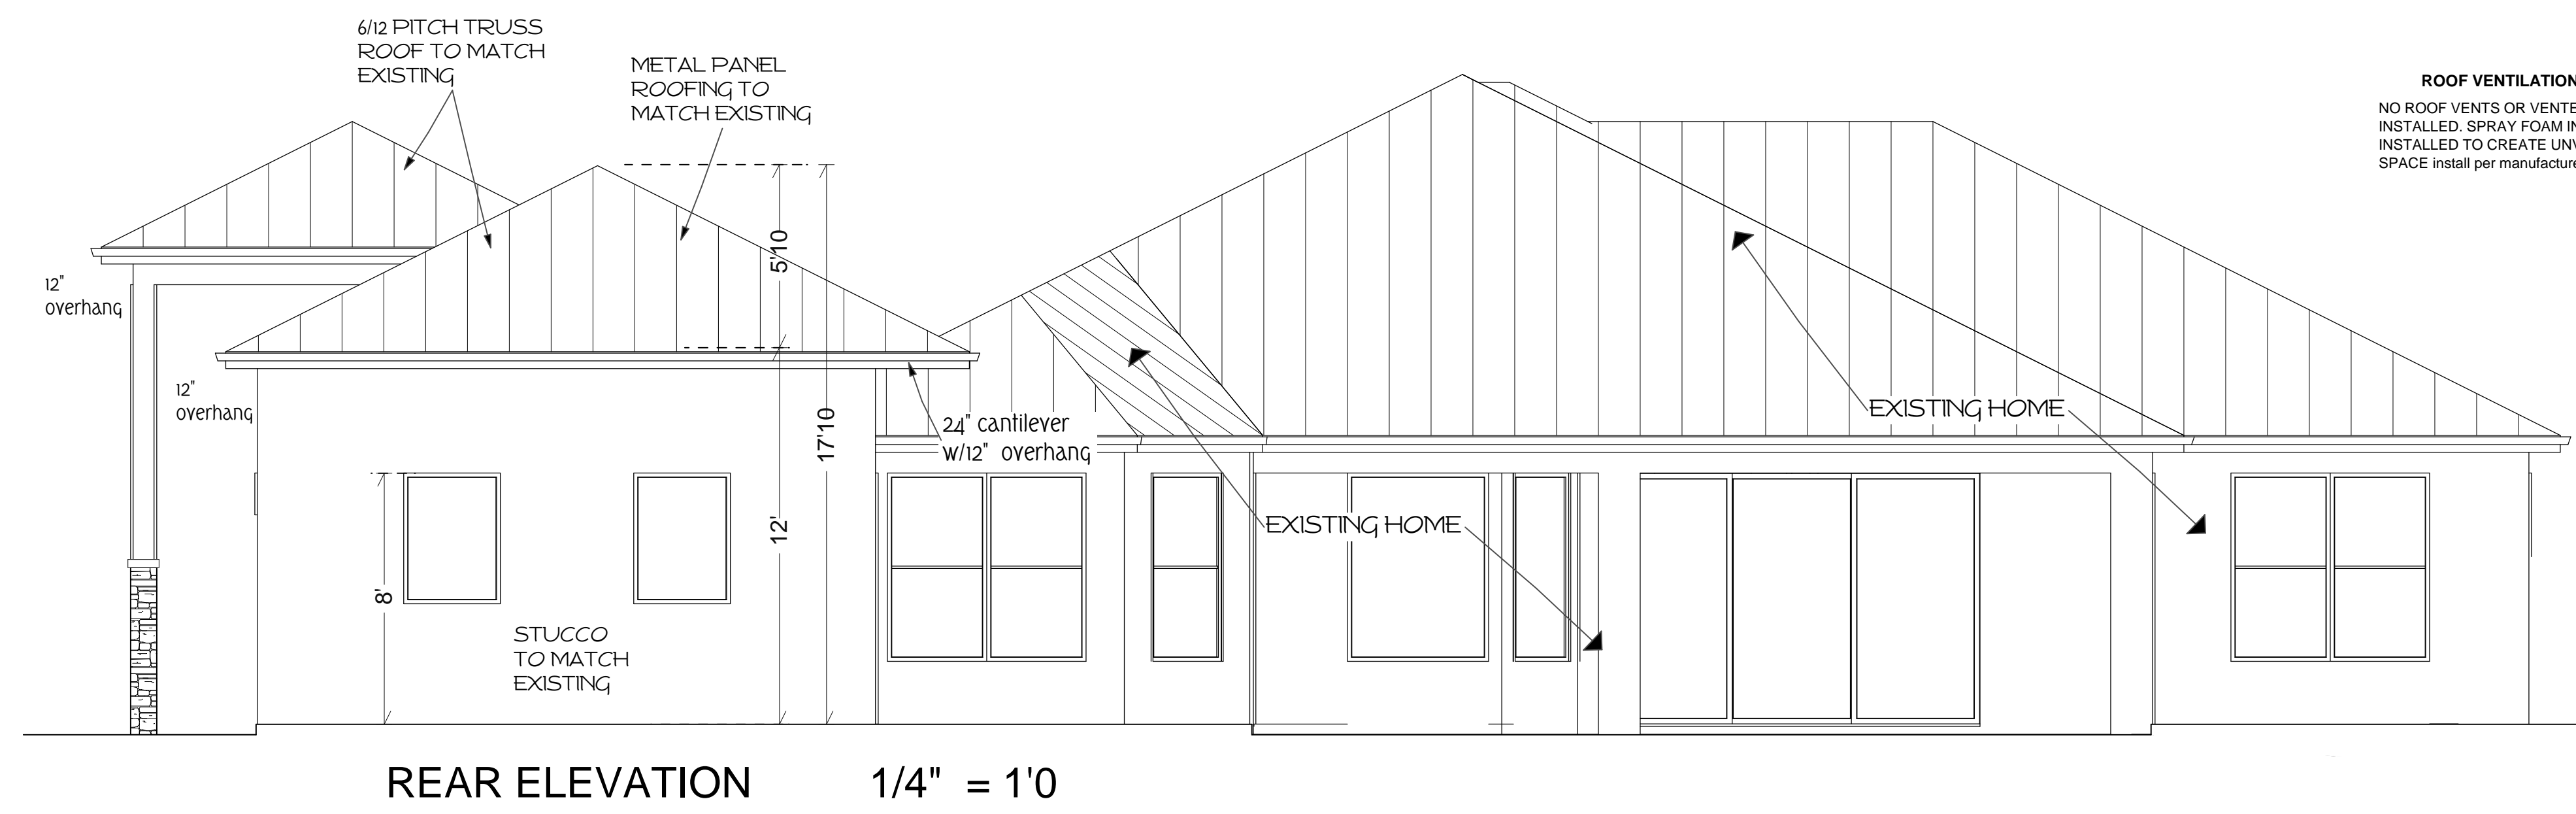 6/12 PITCH TRUSS
ROOF TO MATCH
EXISTING
METAL PANEL
ROOFING TO
MATCH EXISTING
ROOF VENTILATION
NO ROOF VENTS OR VENTE
INSTALLED. SPRAY FOAM IN
INSTALLED TO CREATE UNV
SPACE install per manufacture
12"
overhang
5'10
12"
overhang
24" cantilever
w/12" overhang
17'10
EXISTING HOME
12'
EXISTING HOME
8'
STUCCO
TO MATCH
EXISTING
REAR ELEVATION 1/4" = 1'0